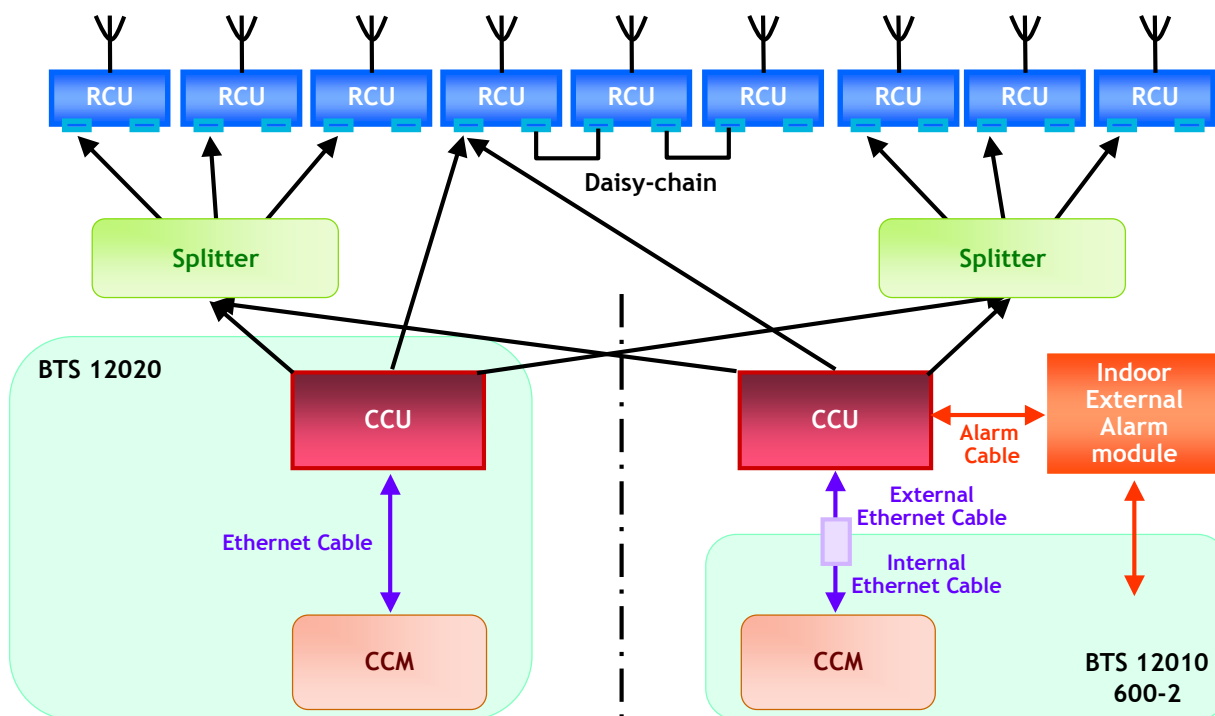 RCU
RCU
RCU
RCU
RCU
RCU
RCU
RCU
RCU
Daisy-chain
Splitter
Splitter
BTS 12020
CCU
CCU
Indoor
External
Alarm
module
Alarm
Cable
External
Ethernet Cable
Ethernet Cable
Internal
Ethernet Cable
CCM
CCM
BTS 12010
600-2